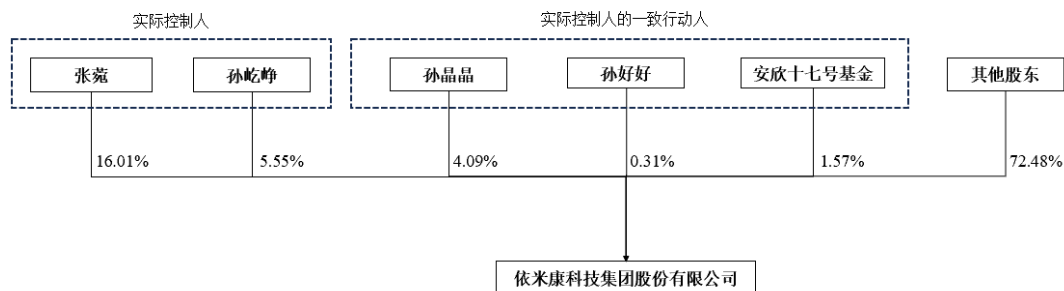 实际控制人
实际控制人的一致行动人
张菀
孙屹峥
孙晶晶
孙好好
安欣十七号基金
其他股东
16.01%
5.55%
4.09%
0.31%
1.57%
72.48%
依米康科技集团股份有限公司